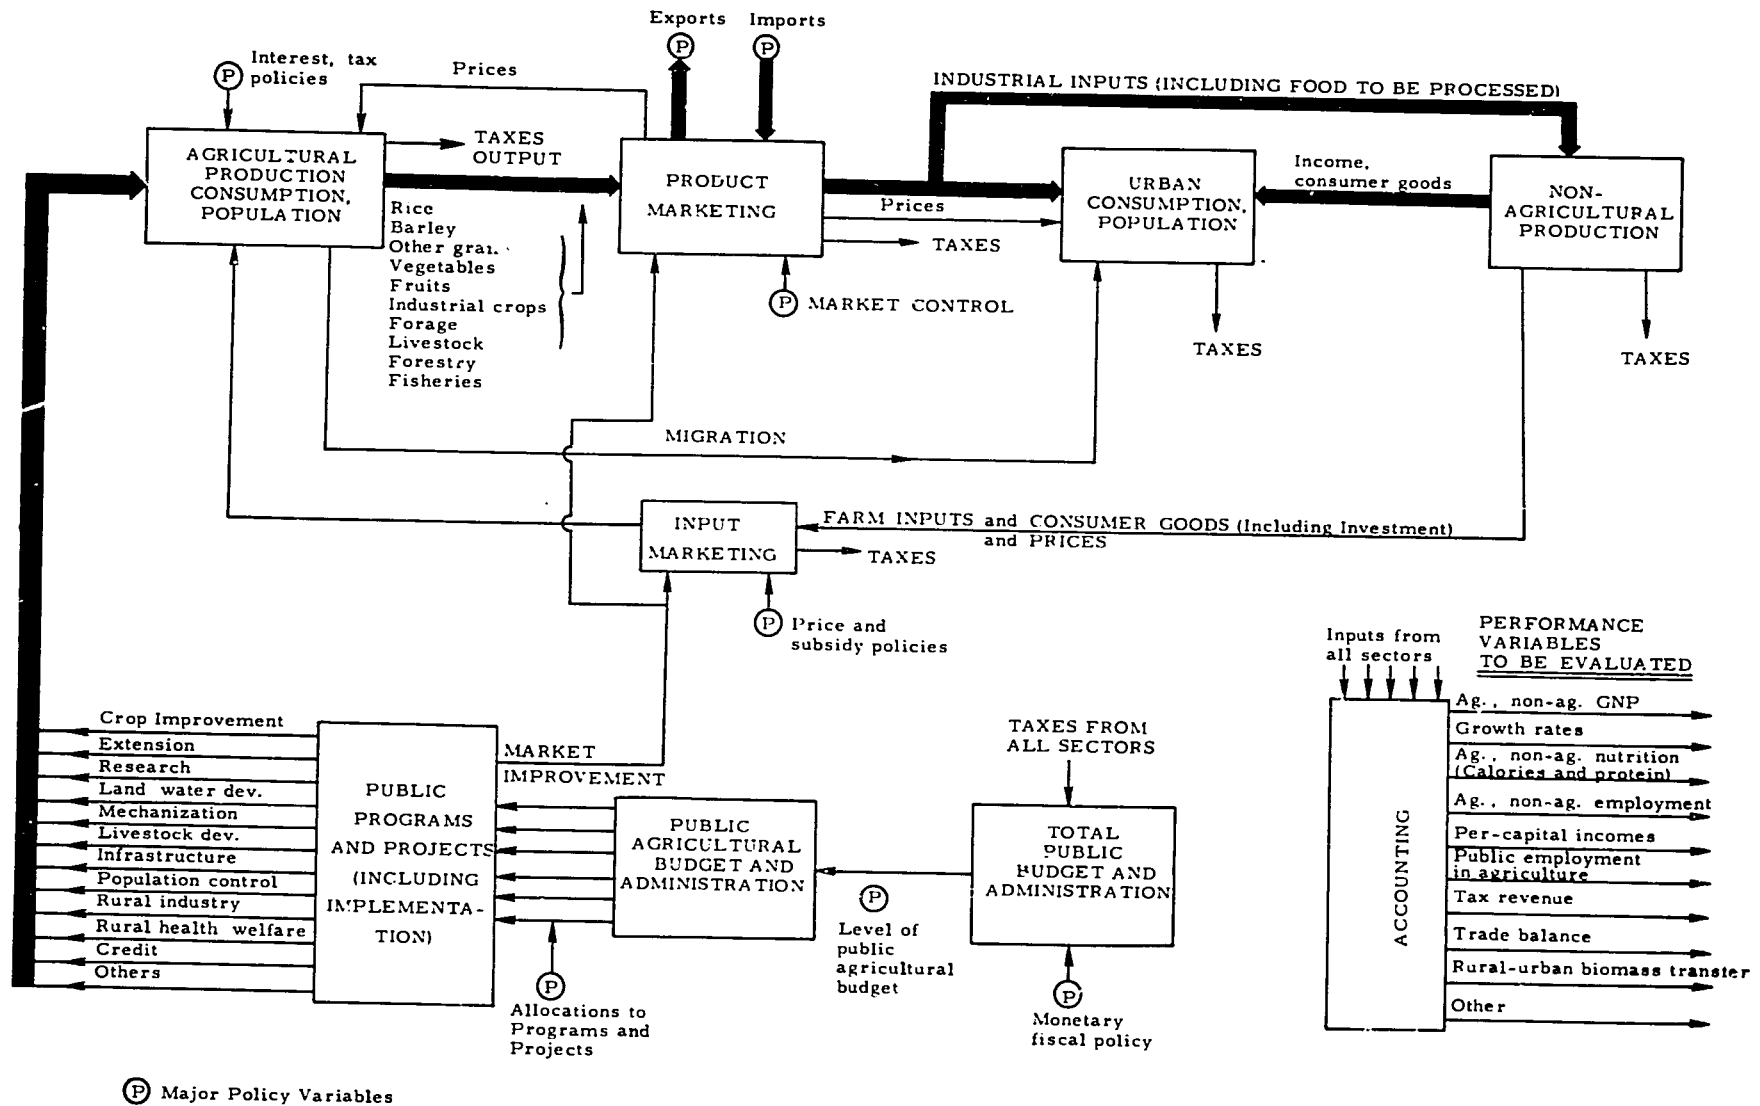 Exports Imports
P
P
P
Interest, tax
policies
Prices
INDUSTRIAL INPUTS (INCLUDING FOOD TO BE PROCESSED)
AGRICULTURAL
PRODUCTION
CONSUMPTION,
POPULATION
TAXES
OUTPUT
Rice
Barley
Other
Vegetables
Fruits
Industrial crops
Forage
Livestock
Forestry
Fisheries
PRODUCT
MARKETING
Prices
TAXES
P MARKET CONTROL
URBAN
CONSUMPTION,
POPULATION
TAXES
Income,
consumer goods
NON-
AGRICULTURAL
PRODUCTION
TAXES
MIGRATION
INPUT
MARKETING
FARM INPUTS and CONSUMER GOODS (Including Investment)
and PRICES
TAXES
P Price and
subsidy policies
Crop Improvement
Extension
Research
Land water dev.
Mechanization
Livestock dev.
Infrastructure
Population control
Rural industry
Rural health welfare
Credit
Others
PUBLIC
PROGRAMS
AND PROJECTS
(INCLUDING
IMPLEMENTA-
TION)
MARKET
IMPROVEMENT
PUBLIC
AGRICULTURAL
BUDGET AND
ADMINISTRATION
P
Allocations to
Programs and
Projects
P
Level of
public
agricultural
budget
TAXES FROM
ALL SECTORS
TOTAL
PUBLIC
BUDGET AND
ADMINISTRATION
P
Monetary
fiscal policy
Inputs from
all sectors
ACCOUNTING
PERFORMANCE
VARIABLES
TO BE EVALUATED
Ag., non-ag. GNP
Growth rates
Ag., non-ag. nutrition
(Calories and protein)
Ag., non-ag. employment
Per-capital incomes
Public employment
in agriculture
Tax revenue
Trade balance
Rural-urban biomass transfer
Other
P Major Policy Variables